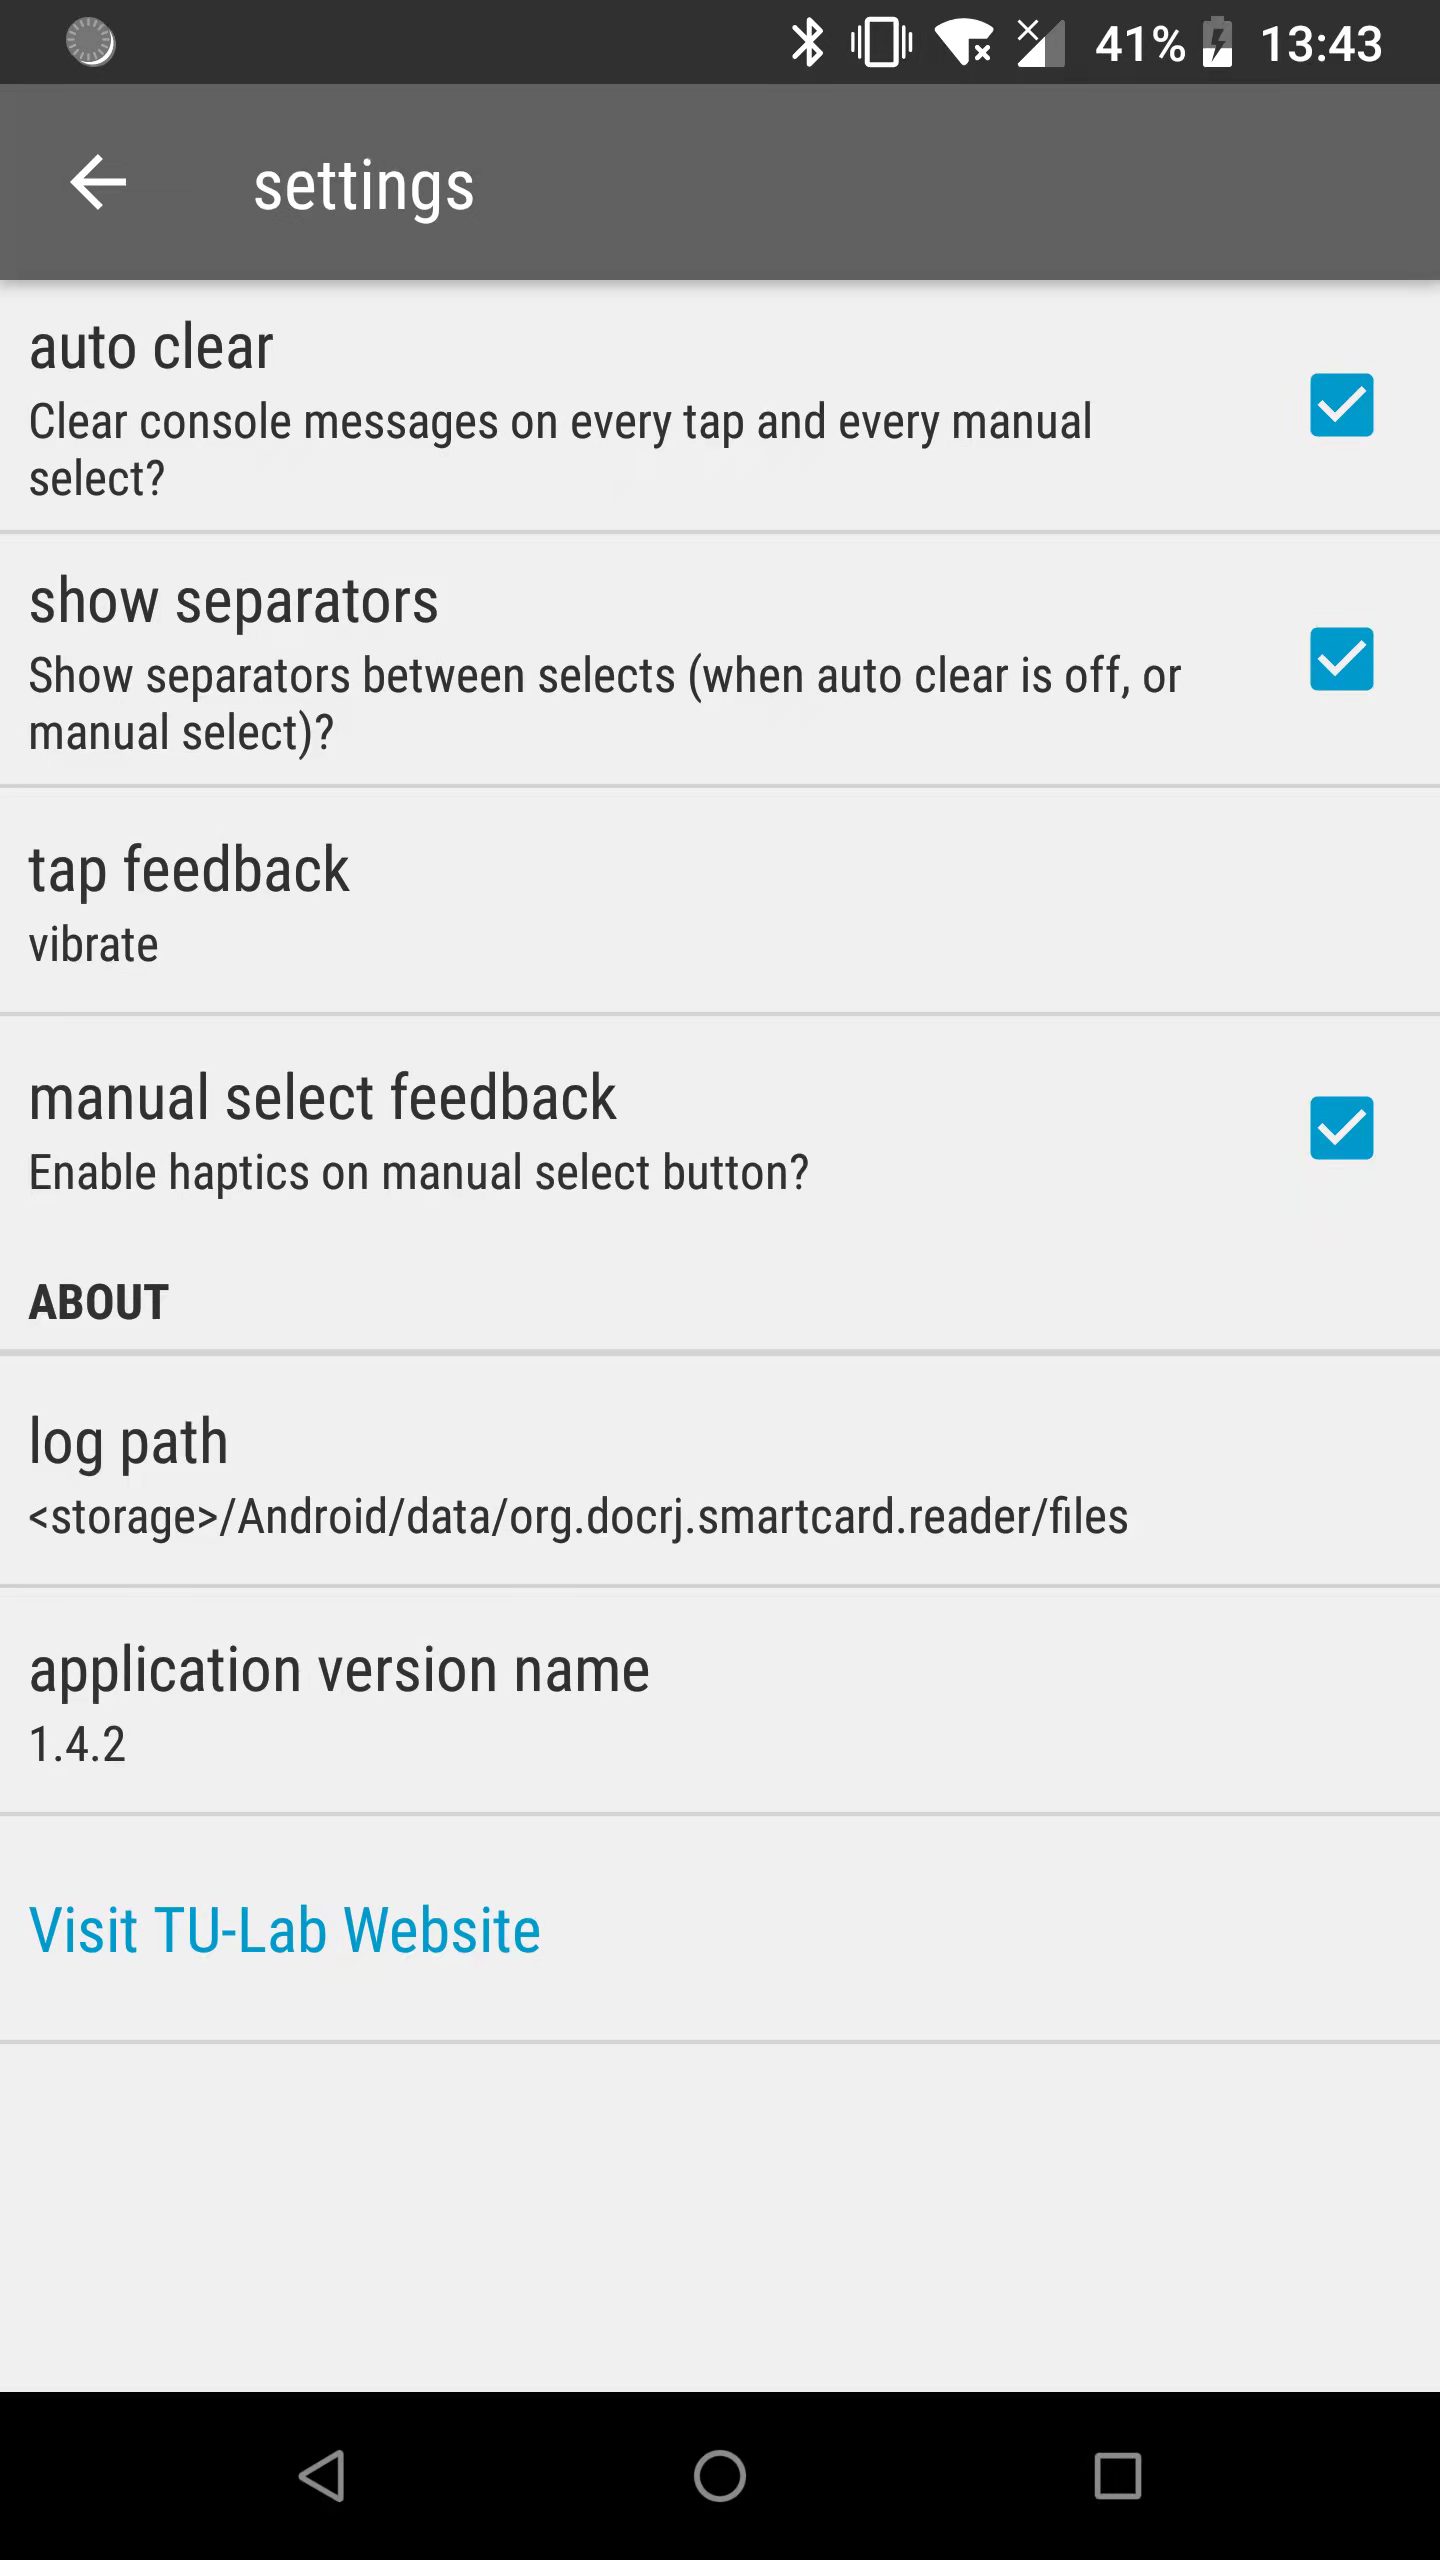 41% 13:43
settings
auto clear
Clear console messages on every tap and every manual
select?
show separators
Show separators between selects (when auto clear is off, or
manual select)?
tap feedback
vibrate
manual select feedback
Enable haptics on manual select button?
ABOUT
log path
<storage>/Android/data/org.docrj.smartcard.reader/files
application version name
1.4.2
Visit TU-Lab Website